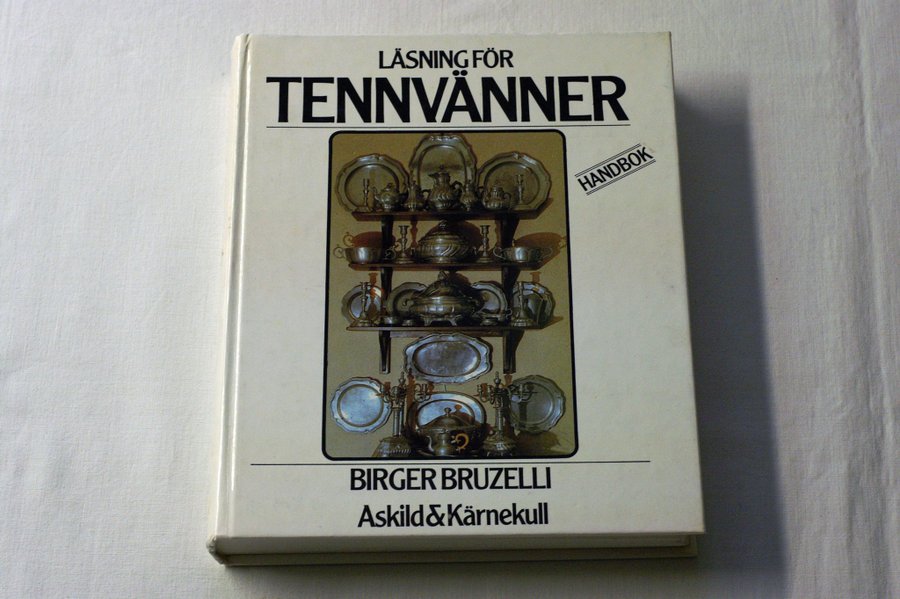 LÄSNING FÖR
TENNVÄNNER
HANDBOK
BIRGER BRUZELLI
Askild & Kärnekull